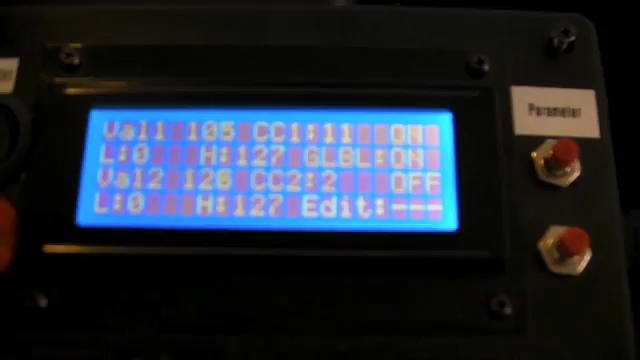 Val1 105 CC1:11 ON
L:0 H:127 GLBL:ON
Val2 126 CC2:2 OFF
L:0 H:127 Edit:---
Parameter